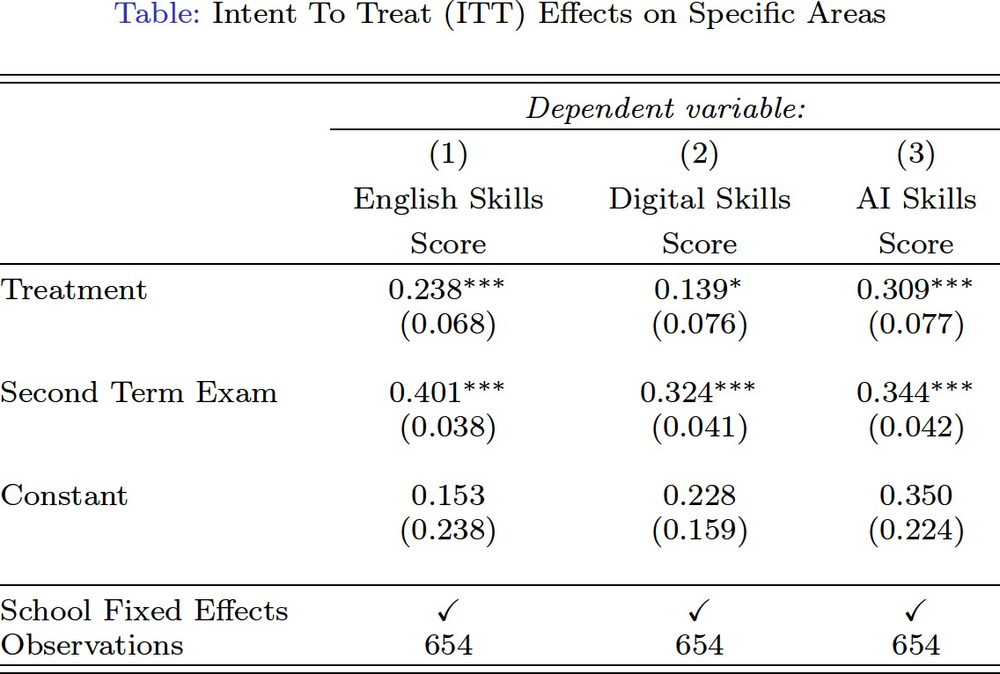 Table: Intent To Treat (ITT) Effects on Specific Areas
Dependent variable:
(1) (2) (3)
English Skills Digital Skills AI Skills
Score Score Score
Treatment 0.238*** 0.139* 0.309***
(0.068) (0.076) (0.077)
Second Term Exam 0.401*** 0.324*** 0.344***
(0.038) (0.041) (0.042)
Constant 0.153 0.228 0.350
(0.238) (0.159) (0.224)
School Fixed Effects ✓ ✓ ✓
Observations 654 654 654